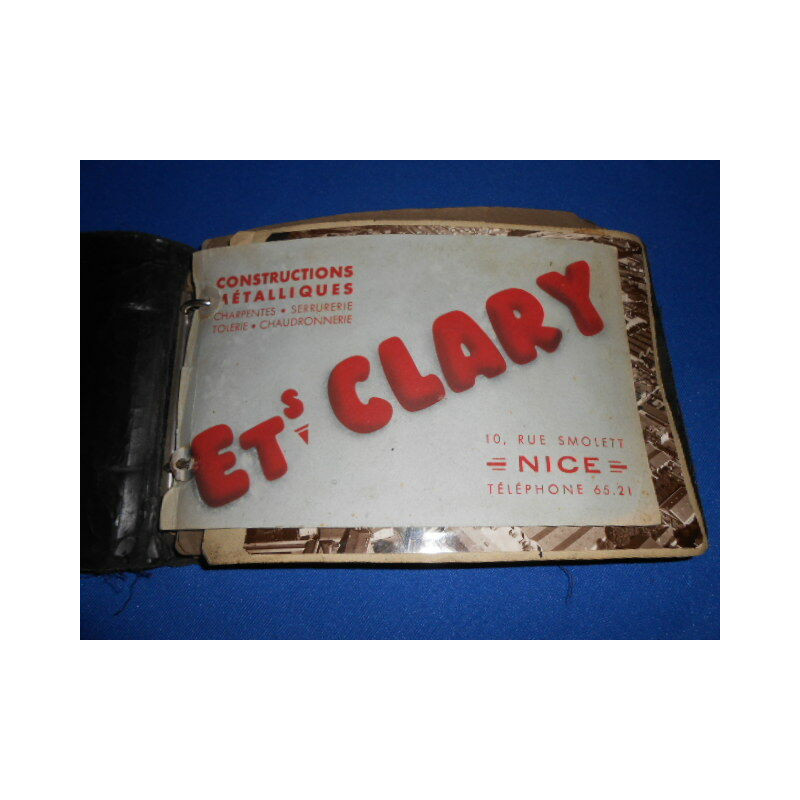 CONSTRUCTIONS
MÉTALLIQUES
CHARPENTES • SERRURERIE
TOLERIE • CHAUDRONNERIE
ETS CLARY
10, RUE SMOLETT
NICE
TÉLÉPHONE 65.21